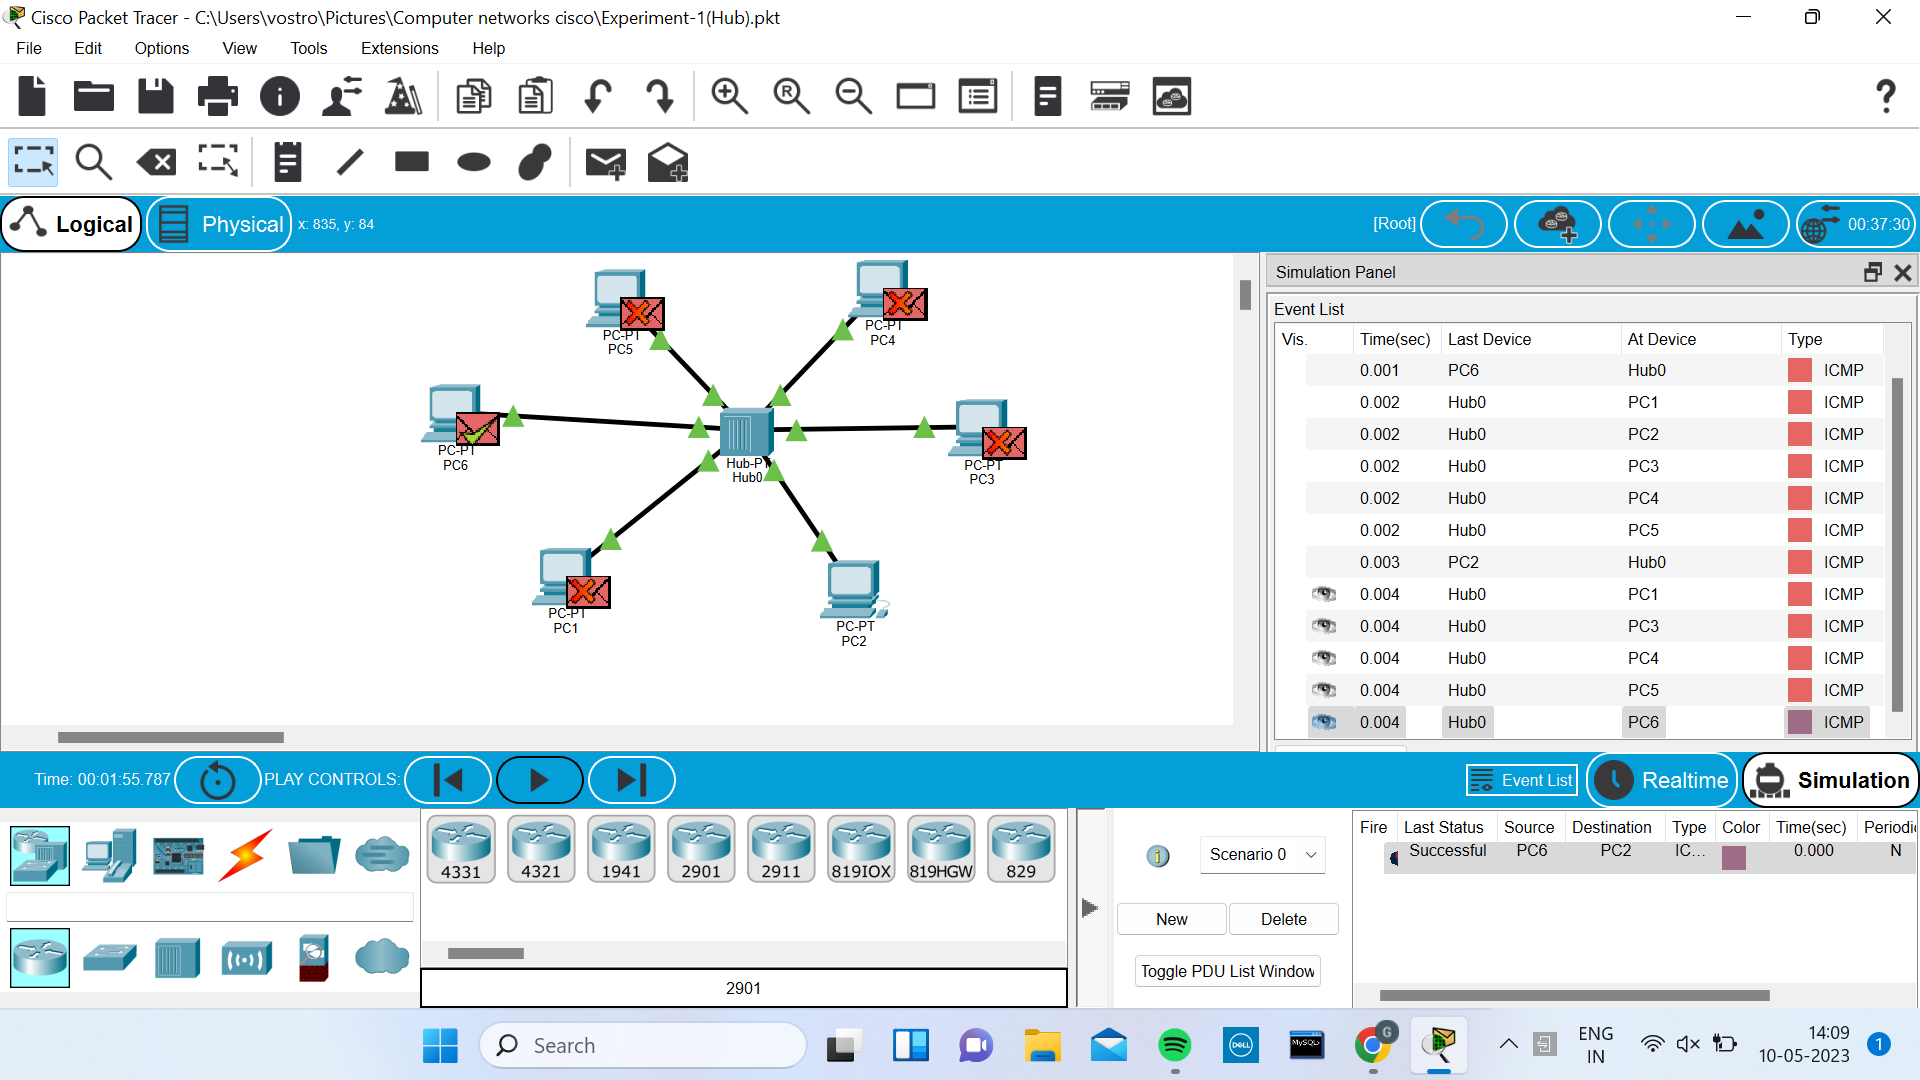 Cisco Packet Tracer - C:\Users\vostro\Pictures\Computer networks cisco\Experiment-1(Hub).pkt
File Edit Options View Tools Extensions Help
Logical Physical x: 835, y: 84 [Root] 00:37:30
Simulation Panel
Event List
Vis. Time(sec) Last Device At Device Type
0.001 PC6 Hub0 ICMP
0.002 Hub0 PC1 ICMP
0.002 Hub0 PC2 ICMP
0.002 Hub0 PC3 ICMP
0.002 Hub0 PC4 ICMP
0.002 Hub0 PC5 ICMP
0.003 PC2 Hub0 ICMP
0.004 Hub0 PC1 ICMP
0.004 Hub0 PC3 ICMP
0.004 Hub0 PC4 ICMP
0.004 Hub0 PC5 ICMP
0.004 Hub0 PC6 ICMP
PC-PT
PC5
PC-PT
PC4
PC-PT
PC6
Hub-PT
Hub0
PC-PT
PC3
PC-PT
PC1
PC-PT
PC2
Time: 00:01:55.787 PLAY CONTROLS: Event List Realtime Simulation
4331 4321 1941 2901 2911 819IOX 819HGW 829
2901
Scenario 0
New Delete
Toggle PDU List Window
Fire Last Status Source Destination Type Color Time(sec) Periodi
Successful PC6 PC2 IC... 0.000 N
Search
DELL
MySQL
G
ENG
IN
14:09
10-05-2023
1